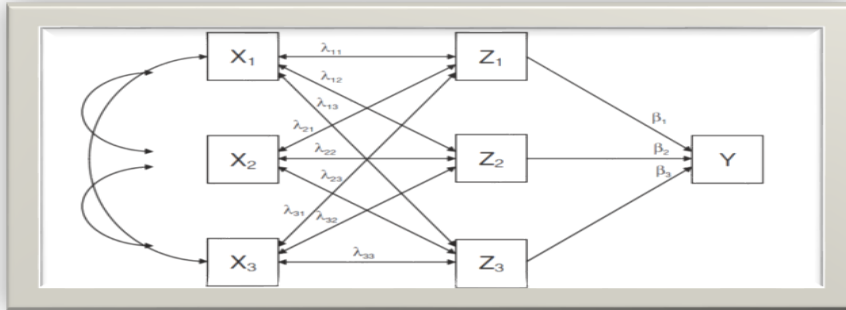 X₁ λ₁₁ Z₁
λ₁₂
λ₁₃
β₁
λ₂₁
X₂ λ₂₂ Z₂ β₂ Y
λ₂₃ β₃
λ₃₁ λ₃₂
X₃ λ₃₃ Z₃